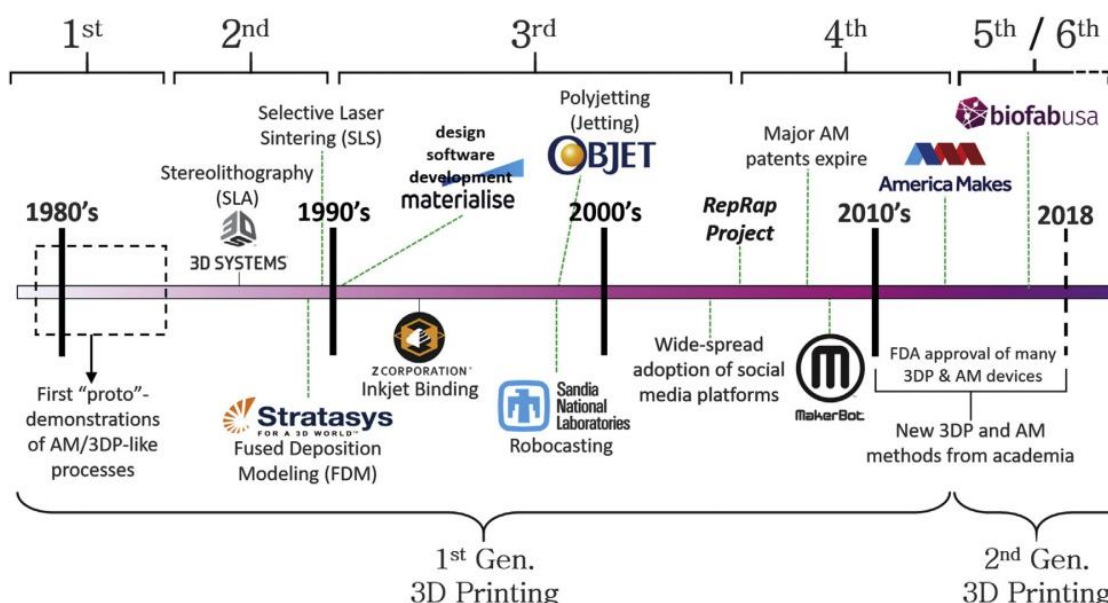 1st
2nd
3rd
4th
5th / 6th
Selective Laser
Sintering (SLS)
Stereolithography
(SLA)
3D SYSTEMS
design
software
development
materialise
Polyjetting
(Jetting)
OBJET
RepRap
Project
Major AM
patents expire
America Makes
biofabusa
1980's
1990's
2000's
2010's
2018
First "proto"-
demonstrations
of AM/3DP-like
processes
Stratasys
FOR A 3D WORLD™
Fused Deposition
Modeling (FDM)
Z CORPORATION
Inkjet Binding
Sandia
National
Laboratories
Robocasting
Wide-spread
adoption of social
media platforms
MakerBot
FDA approval of many
3DP & AM devices
New 3DP and AM
methods from academia
1st Gen.
3D Printing
2nd Gen.
3D Printing